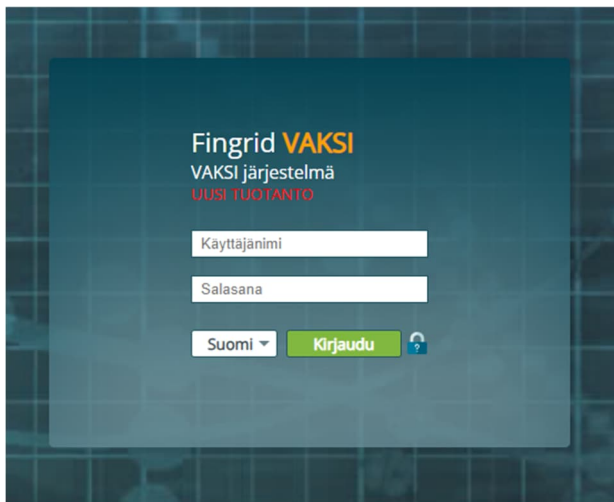 Fingrid VAKSI
VAKSI järjestelmä
UUSI TUOTANTO
Käyttäjänimi
Salasana
Suomi Kirjaudu ?